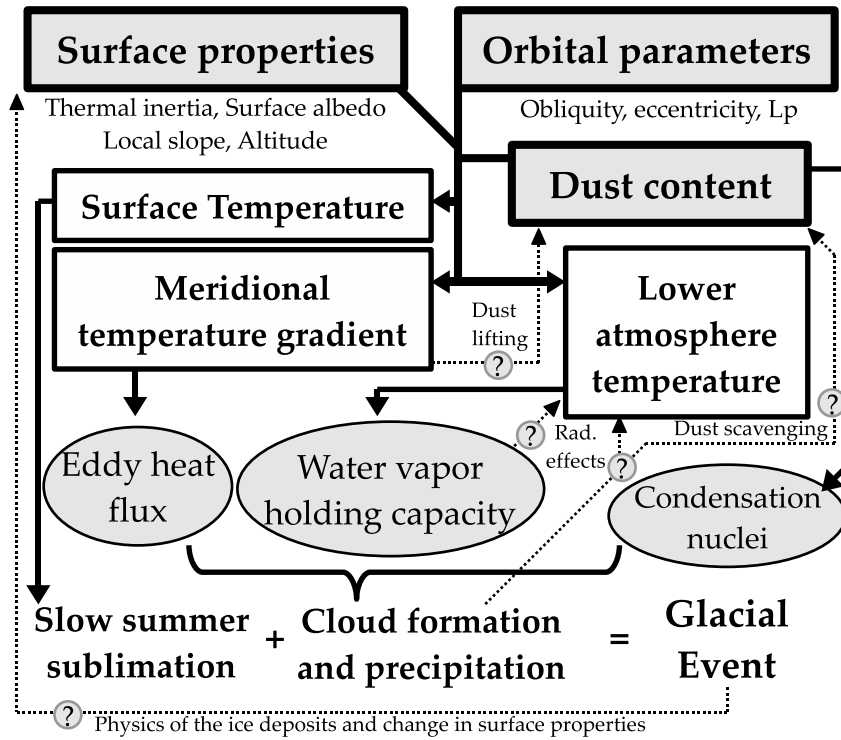 Surface properties
Orbital parameters
Thermal inertia, Surface albedo
Local slope, Altitude
Obliquity, eccentricity, Lp
Dust content
Surface Temperature
Meridional
temperature gradient
Dust
lifting
?
Lower
atmosphere
temperature
?
Eddy heat
flux
Water vapor
holding capacity
?
Rad.
effects
?
Dust scavenging
Condensation
nuclei
Slow summer
sublimation
+
Cloud formation
and precipitation
=
Glacial
Event
?
Physics of the ice deposits and change in surface properties